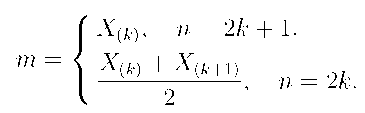 m = { X_(k), n = 2k + 1.
(X_(k) + X_(k+1)) / 2, n = 2k.